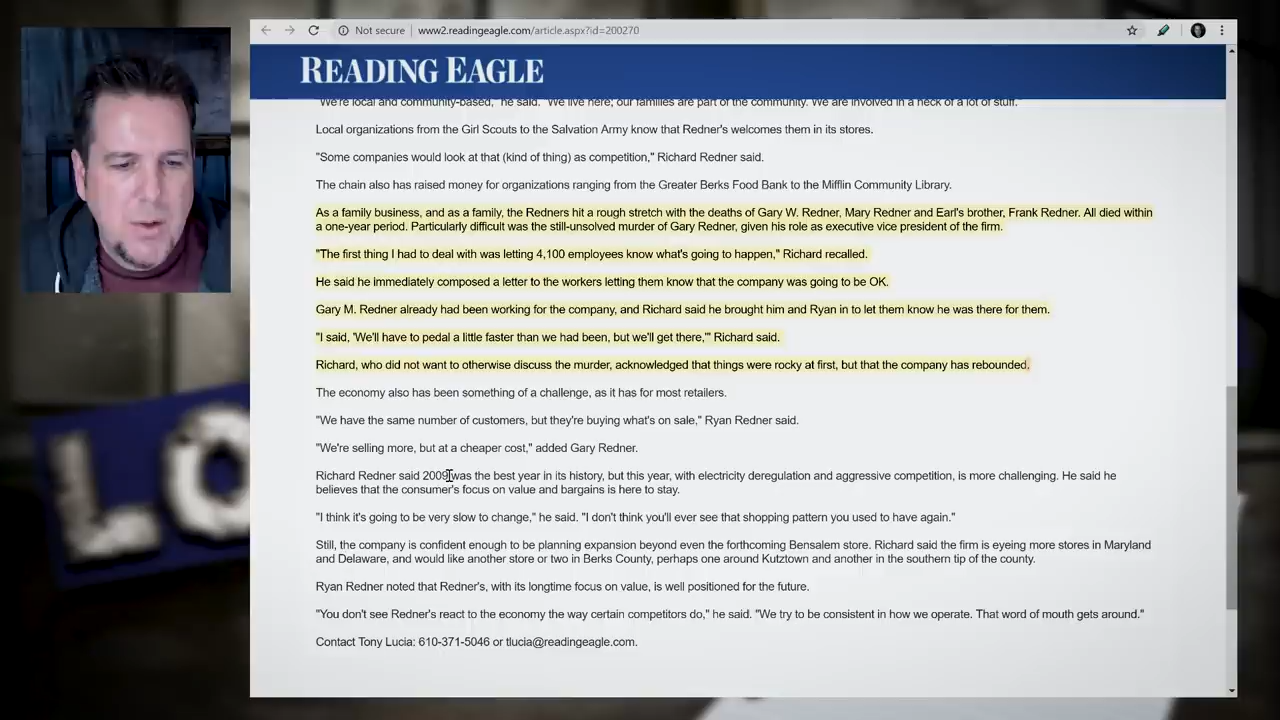 Not secure
www2.readingeagle.com/article.aspx?id=200270
READING EAGLE
"We're local and community-based," he said. "We live here; our families are part of the community. We are involved in a heck of a lot of stuff."
Local organizations from the Girl Scouts to the Salvation Army know that Redner's welcomes them in its stores.
"Some companies would look at that (kind of thing) as competition," Richard Redner said.
The chain also has raised money for organizations ranging from the Greater Berks Food Bank to the Mifflin Community Library.
As a family business, and as a family, the Redners hit a rough stretch with the deaths of Gary W. Redner, Mary Redner and Earl's brother, Frank Redner. All died within
a one-year period. Particularly difficult was the still-unsolved murder of Gary Redner, given his role as executive vice president of the firm.
"The first thing I had to deal with was letting 4,100 employees know what's going to happen," Richard recalled.
He said he immediately composed a letter to the workers letting them know that the company was going to be OK.
Gary M. Redner already had been working for the company, and Richard said he brought him and Ryan in to let them know he was there for them.
"I said, 'We'll have to pedal a little faster than we had been, but we'll get there,'" Richard said.
Richard, who did not want to otherwise discuss the murder, acknowledged that things were rocky at first, but that the company has rebounded.
The economy also has been something of a challenge, as it has for most retailers.
"We have the same number of customers, but they're buying what's on sale," Ryan Redner said.
"We're selling more, but at a cheaper cost," added Gary Redner.
Richard Redner said 2009 was the best year in its history, but this year, with electricity deregulation and aggressive competition, is more challenging. He said he
believes that the consumer's focus on value and bargains is here to stay.
"I think it's going to be very slow to change," he said. "I don't think you'll ever see that shopping pattern you used to have again."
Still, the company is confident enough to be planning expansion beyond even the forthcoming Bensalem store. Richard said the firm is eyeing more stores in Maryland
and Delaware, and would like another store or two in Berks County, perhaps one around Kutztown and another in the southern tip of the county.
Ryan Redner noted that Redner's, with its longtime focus on value, is well positioned for the future.
"You don't see Redner's react to the economy the way certain competitors do," he said. "We try to be consistent in how we operate. That word of mouth gets around."
Contact Tony Lucia: 610-371-5046 or tlucia@readingeagle.com.
LO